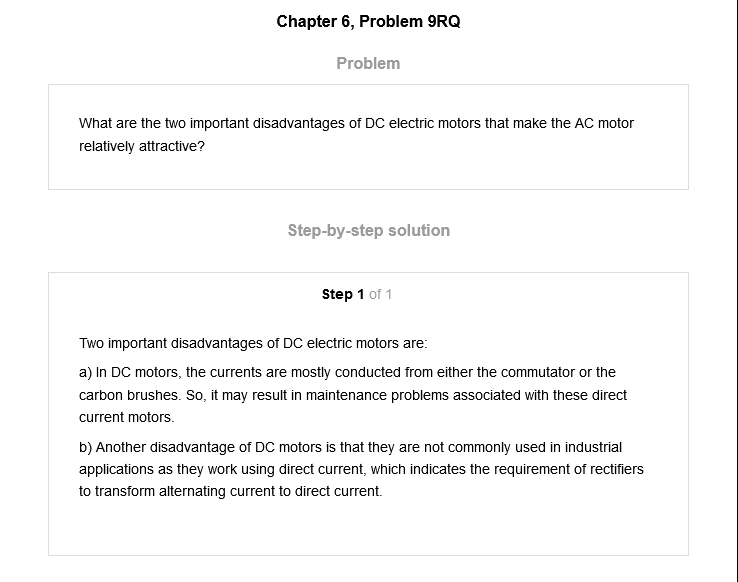 Chapter 6, Problem 9RQ
Problem
What are the two important disadvantages of DC electric motors that make the AC motor
relatively attractive?
Step-by-step solution
Step 1 of 1
Two important disadvantages of DC electric motors are:
a) In DC motors, the currents are mostly conducted from either the commutator or the
carbon brushes. So, it may result in maintenance problems associated with these direct
current motors.
b) Another disadvantage of DC motors is that they are not commonly used in industrial
applications as they work using direct current, which indicates the requirement of rectifiers
to transform alternating current to direct current.